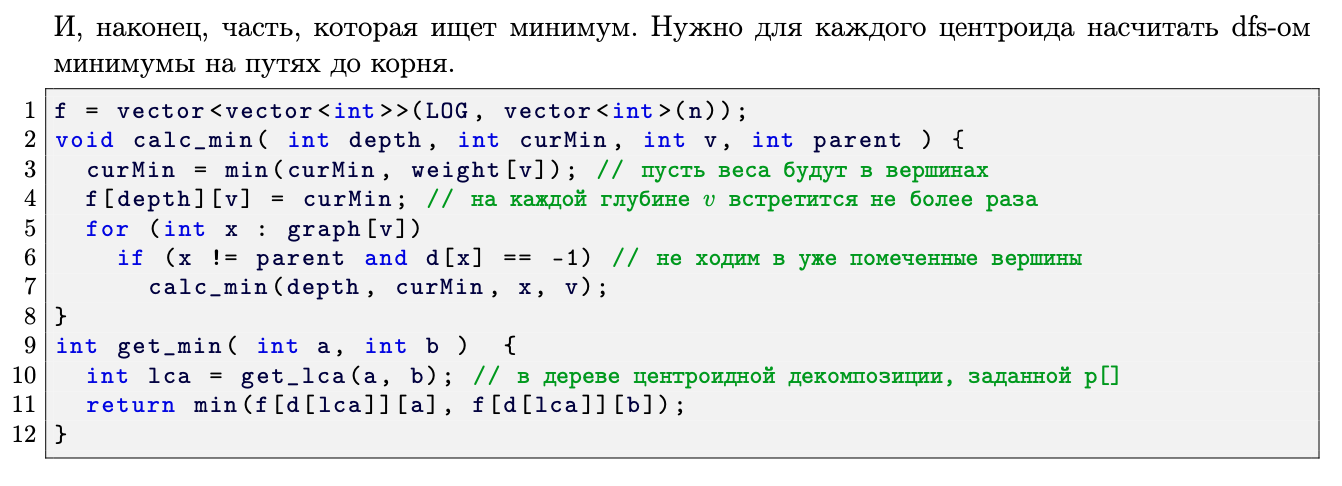 И, наконец, часть, которая ищет минимум. Нужно для каждого центроида насчитать dfs-ом
минимумы на путях до корня.
1 f = vector<vector<int>>(LOG, vector<int>(n));
2 void calc_min( int depth, int curMin, int v, int parent ) {
3   curMin = min(curMin, weight[v]); // пусть веса будут в вершинах
4   f[depth][v] = curMin; // на каждой глубине v встретится не более раза
5   for (int x : graph[v])
6     if (x != parent and d[x] == -1) // не ходим в уже помеченные вершины
7       calc_min(depth, curMin, x, v);
8 }
9 int get_min( int a, int b )  {
10   int lca = get_lca(a, b); // в дереве центроидной декомпозиции, заданной p[]
11   return min(f[d[lca]][a], f[d[lca]][b]);
12 }